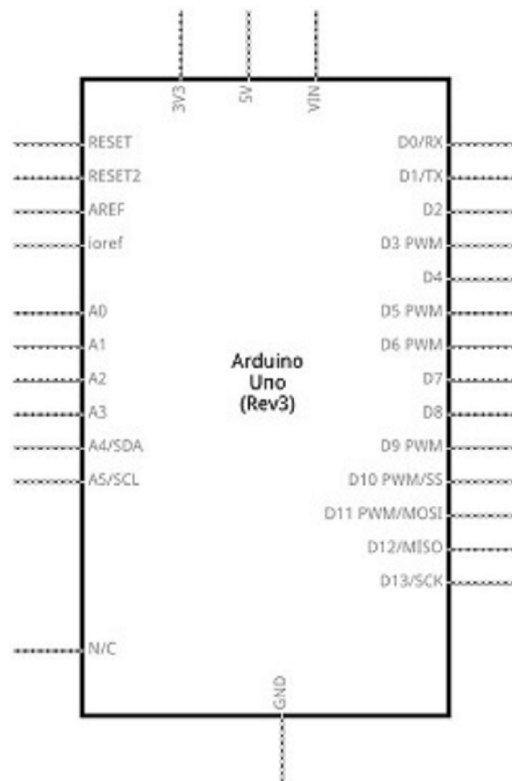 3V3
5V
VIN
RESET
RESET2
AREF
ioref
A0
A1
A2
A3
A4/SDA
A5/SCL
N/C
Arduino
Uno
(Rev3)
D0/RX
D1/TX
D2
D3 PWM
D4
D5 PWM
D6 PWM
D7
D8
D9 PWM
D10 PWM/SS
D11 PWM/MOSI
D12/MISO
D13/SCK
GND